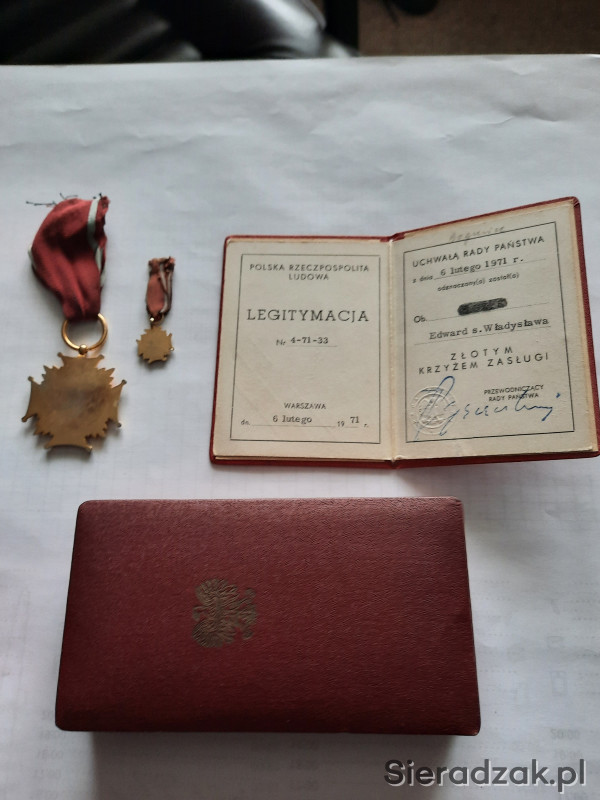 POLSKA RZECZPOSPOLITA
LUDOWA
LEGITYMACJA
Nr 4-71-33
WARSZAWA
dn. 6 lutego 1971 r.
UCHWAŁĄ RADY PAŃSTWA
z dnia 6 lutego 1971 r.
odznaczony(a) został(a)
Ob
Edward s. Władysława
ZŁOTYM
KRZYŻEM ZASŁUGI
PRZEWODNICZĄCY
RADY PAŃSTWA
Sieradzak.pl